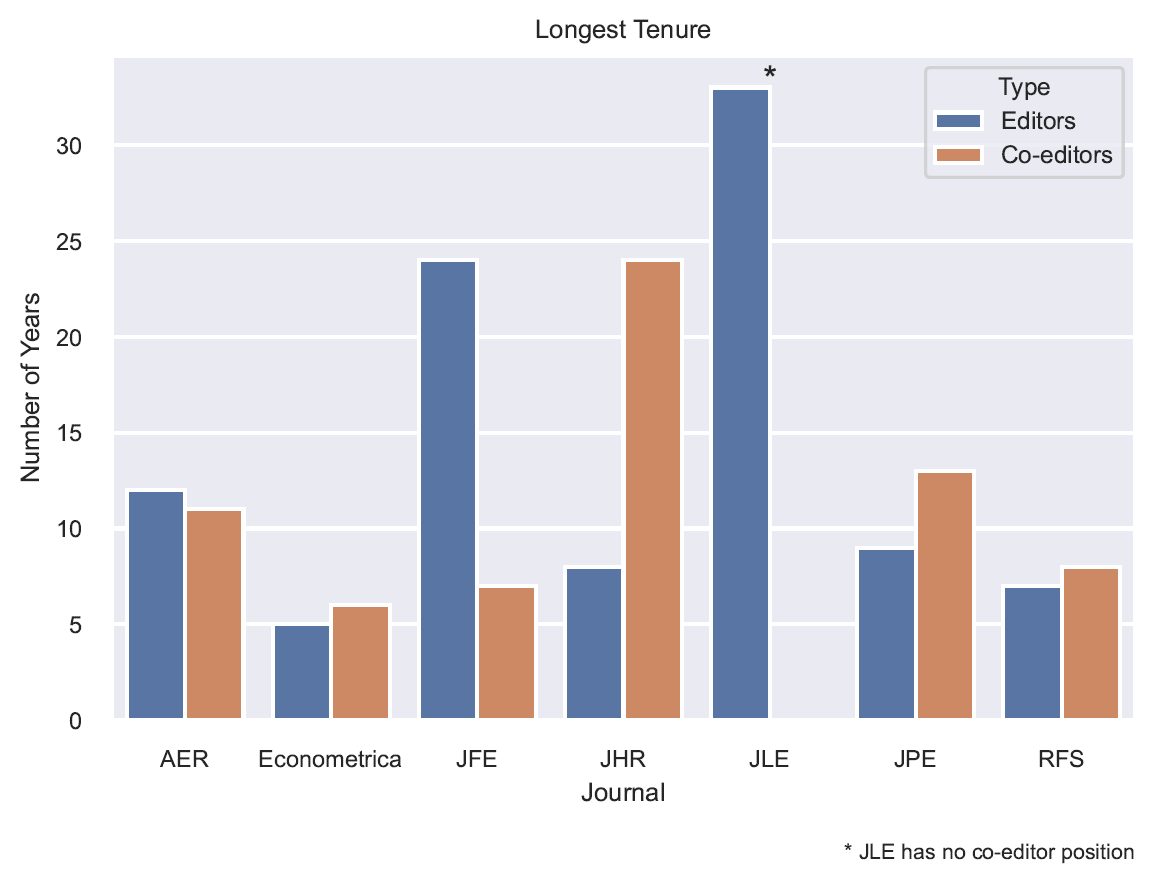 Longest Tenure
*
Type
Editors
Co-editors
30
25
20
15
10
5
0
Number of Years
AER Econometrica JFE JHR JLE JPE RFS
Journal
* JLE has no co-editor position